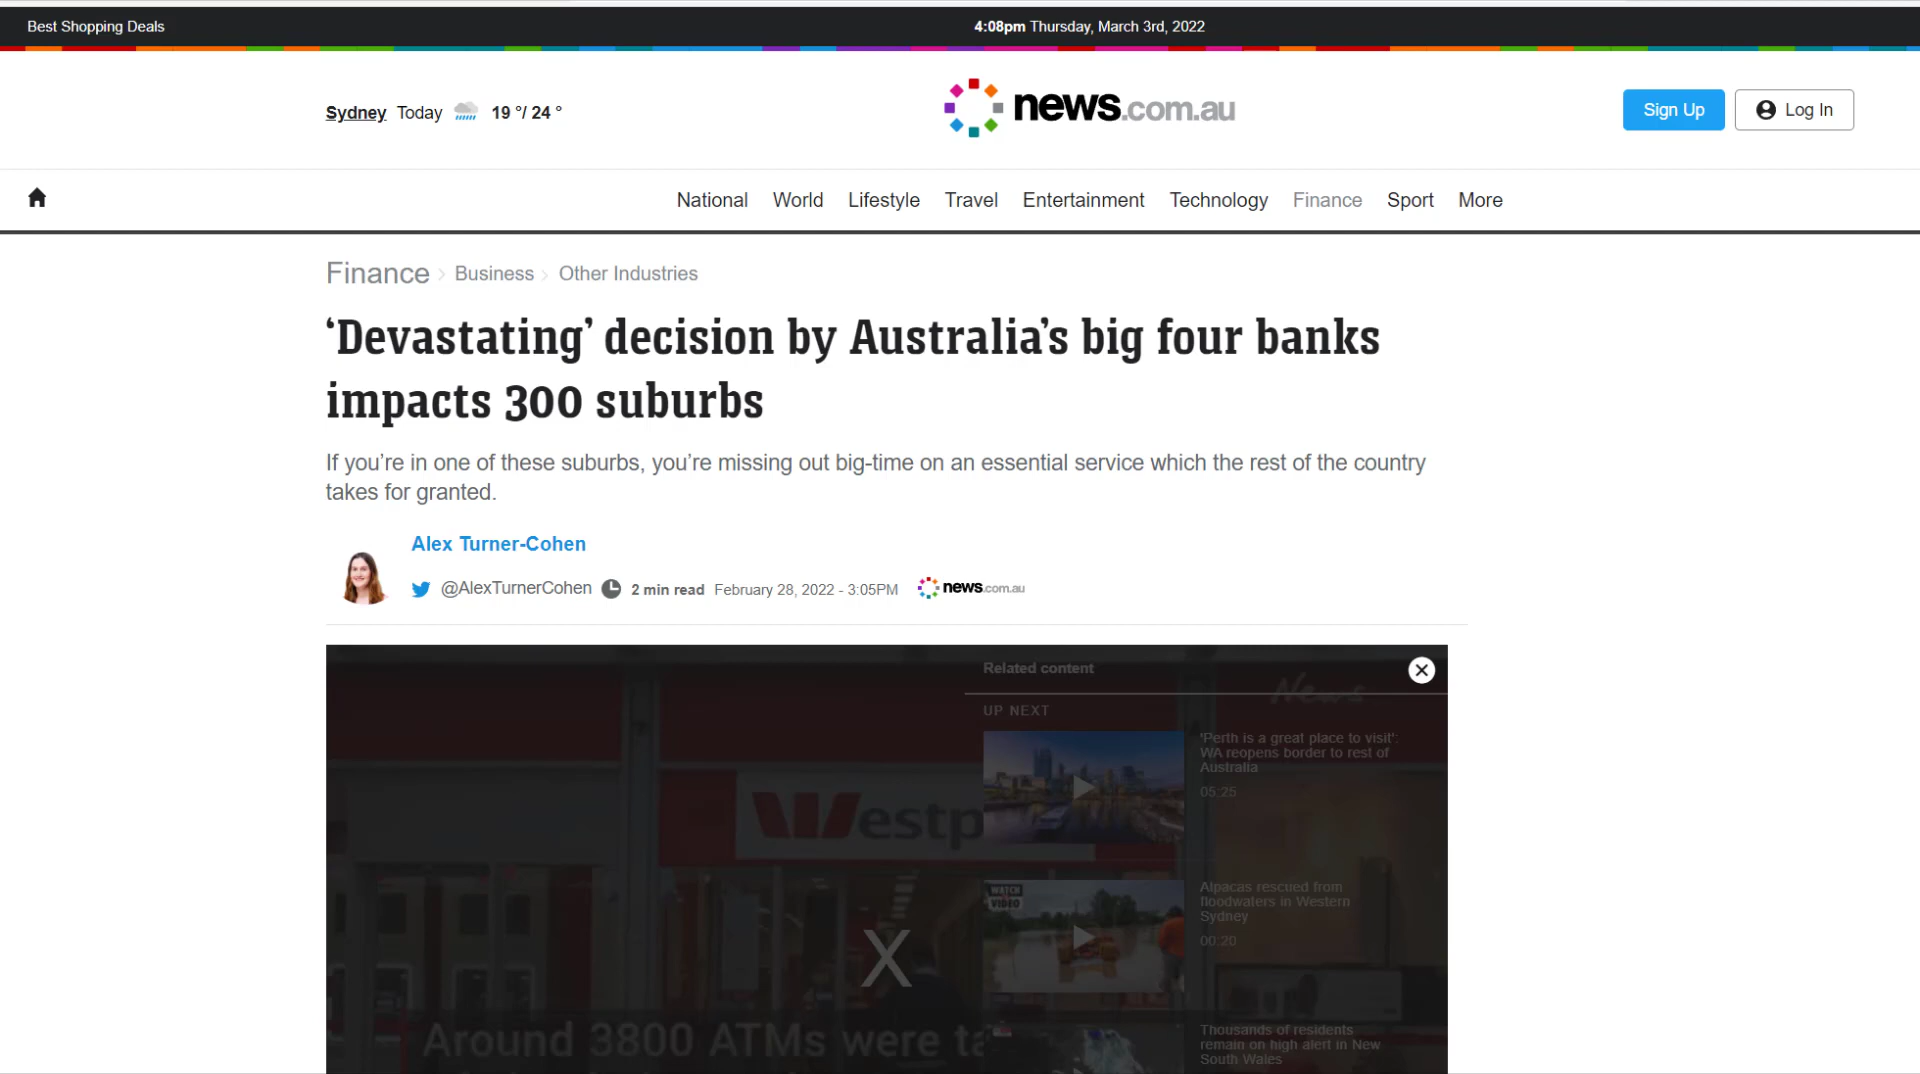 Best Shopping Deals
4:08pm Thursday, March 3rd, 2022
Sydney Today 19 °/ 24 °
news.com.au
Sign Up
Log In
National World Lifestyle Travel Entertainment Technology Finance Sport More
Finance Business Other Industries
‘Devastating’ decision by Australia’s big four banks
impacts 300 suburbs
If you’re in one of these suburbs, you’re missing out big-time on an essential service which the rest of the country
takes for granted.
Alex Turner-Cohen
@AlexTurnerCohen 2 min read February 28, 2022 - 3:05PM news.com.au
Related content
News
UP NEXT
'Perth is a great place to visit':
WA reopens border to rest of
Australia
05:25
Westp
WATCH
VIDEO
Alpacas rescued from
floodwaters in Western
Sydney
00:20
X
Around 3800 ATMs were ta
Thousands of residents
remain on high alert in New
South Wales